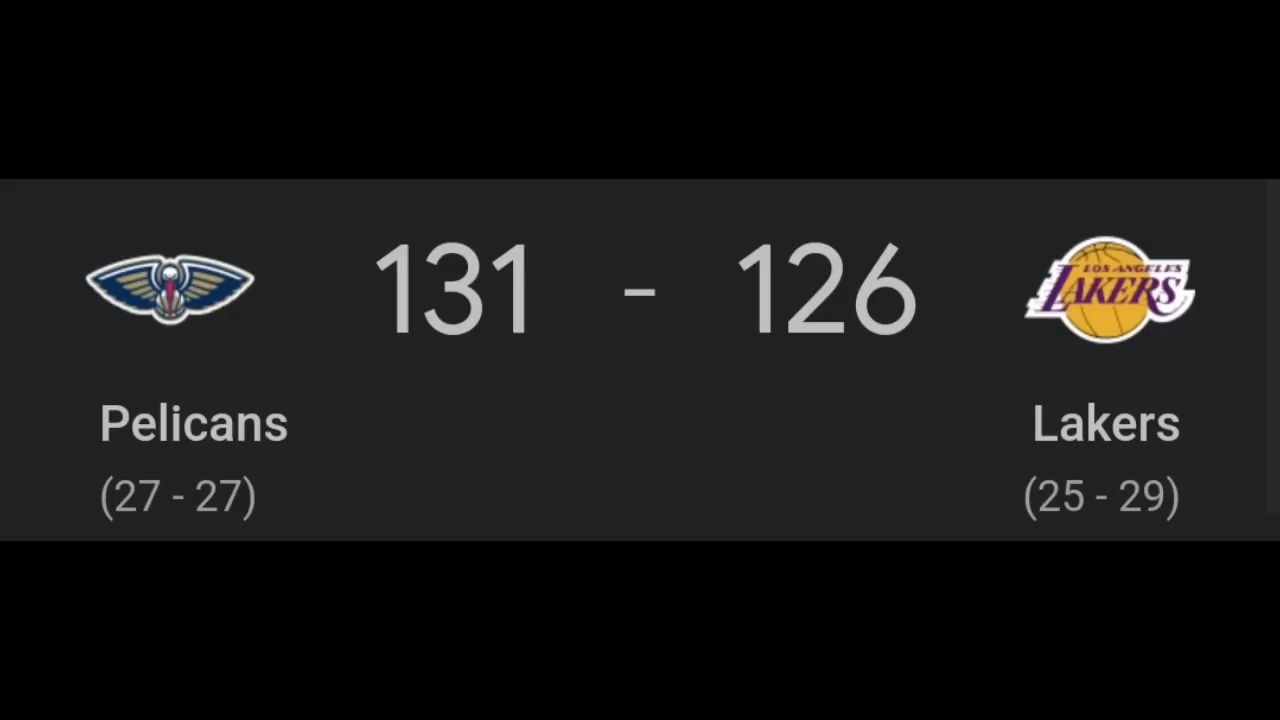 131 - 126
LOS ANGELES
LAKERS
Pelicans
Lakers
(27 - 27)
(25 - 29)